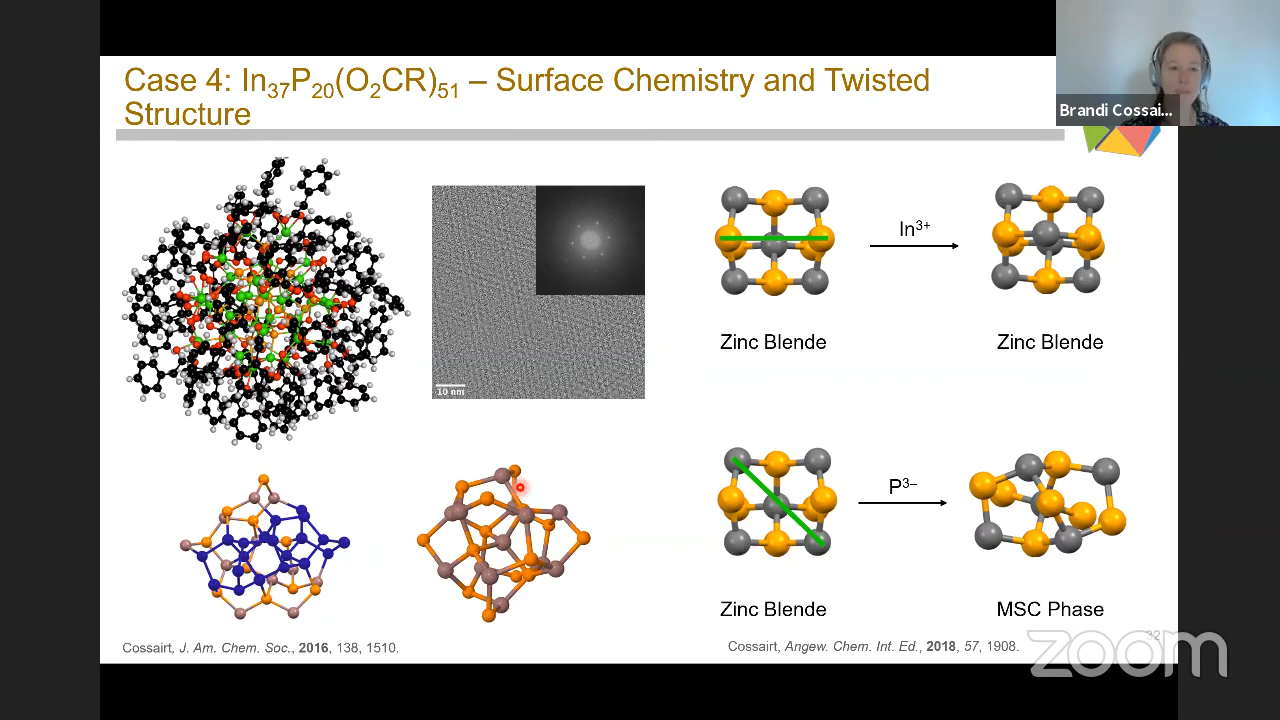 Case 4: In37P20(O2CR)51 – Surface Chemistry and Twisted
Structure
Brandi Cossai...
10 nm
In3+
Zinc Blende
Zinc Blende
P3–
Zinc Blende
MSC Phase
Cossairt, J. Am. Chem. Soc., 2016, 138, 1510.
Cossairt, Angew. Chem. Int. Ed., 2018, 57, 1908.
32
zoom